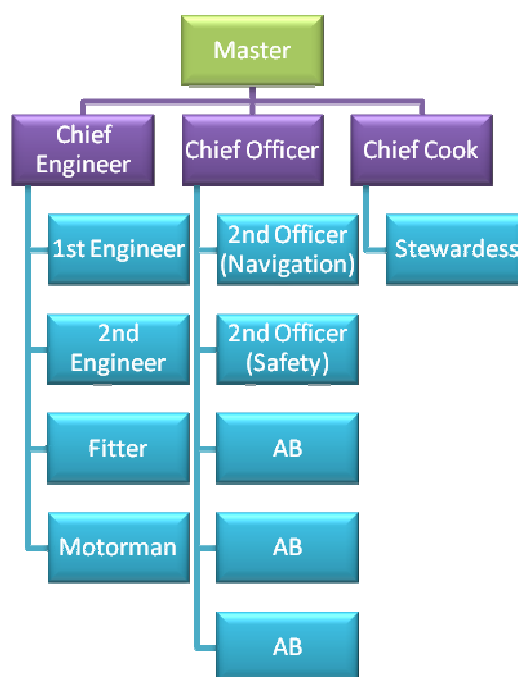 Master
Chief
Engineer
Chief Officer
Chief Cook
1st Engineer
2nd Officer
(Navigation)
Stewardess
2nd
Engineer
2nd Officer
(Safety)
Fitter
AB
Motorman
AB
AB